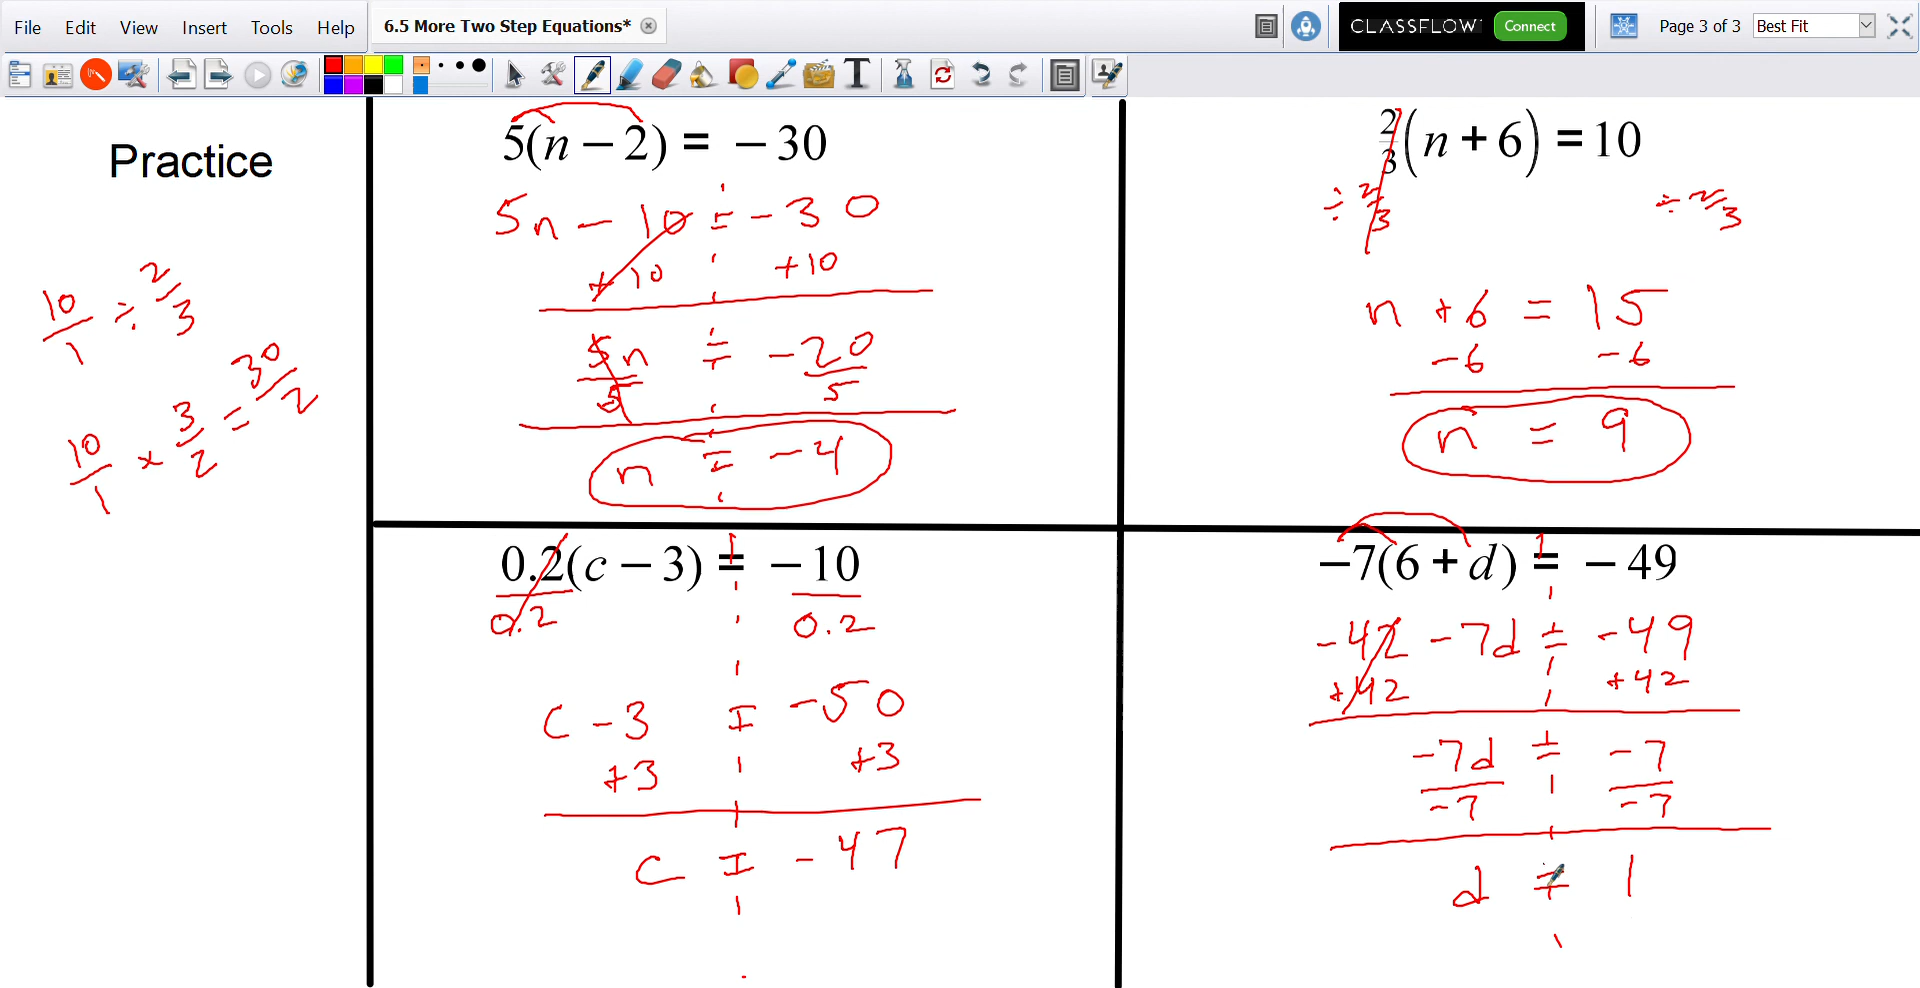 File Edit View Insert Tools Help
6.5 More Two Step Equations*
CLASSFLOW Connect
Page 3 of 3
Best Fit
Practice
10/1 ÷ 2/3
10/1 × 3/2 = 30/2
5(n − 2) = −30
5n − 10 = −30
+10 +10
5n = −20
5 5
n = −4
2/3(n + 6) = 10
÷ 2/3 ÷ 2/3
n + 6 = 15
−6 −6
n = 9
0.2(c − 3) = −10
0.2 0.2
c − 3 = −50
+3 +3
c = −47
−7(6 + d) = −49
−42 − 7d = −49
+42 +42
−7d = −7
−7 −7
d = 1